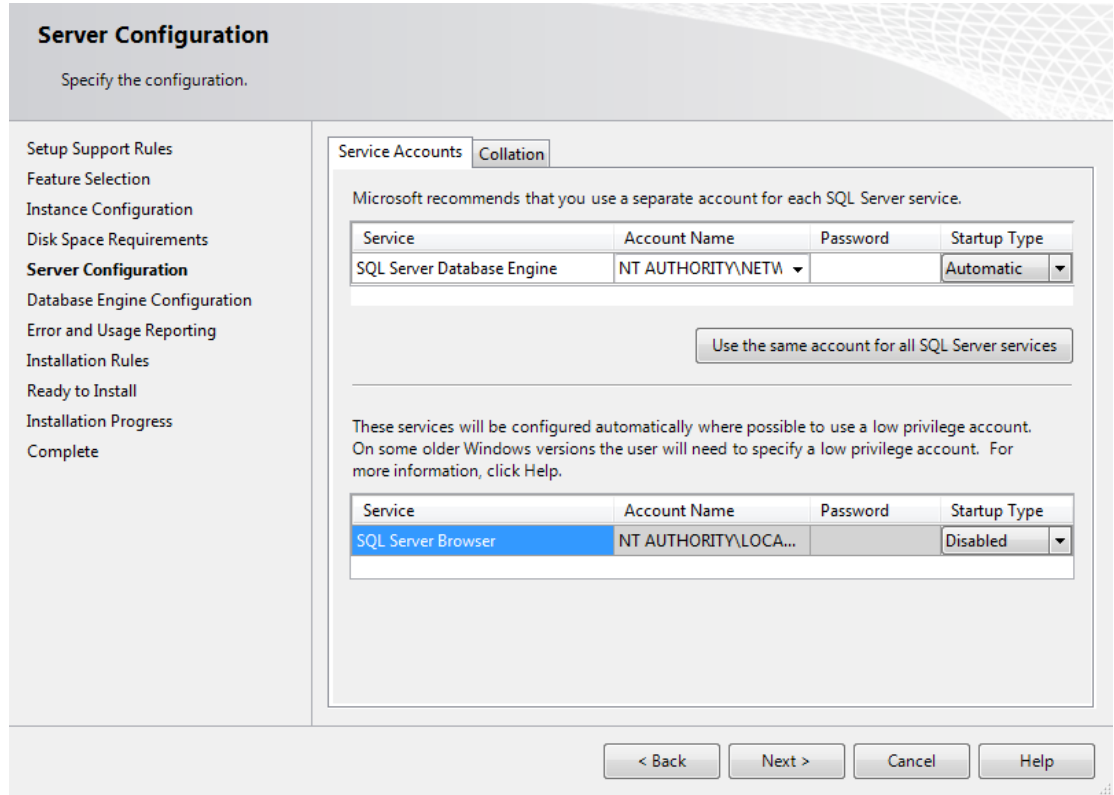 Server Configuration
Specify the configuration.
Setup Support Rules
Feature Selection
Instance Configuration
Disk Space Requirements
Server Configuration
Database Engine Configuration
Error and Usage Reporting
Installation Rules
Ready to Install
Installation Progress
Complete
Service Accounts Collation
Microsoft recommends that you use a separate account for each SQL Server service.
Service Account Name Password Startup Type
SQL Server Database Engine NT AUTHORITY\NETW Automatic
Use the same account for all SQL Server services
These services will be configured automatically where possible to use a low privilege account.
On some older Windows versions the user will need to specify a low privilege account. For
more information, click Help.
Service Account Name Password Startup Type
SQL Server Browser NT AUTHORITY\LOCA... Disabled
< Back Next > Cancel Help